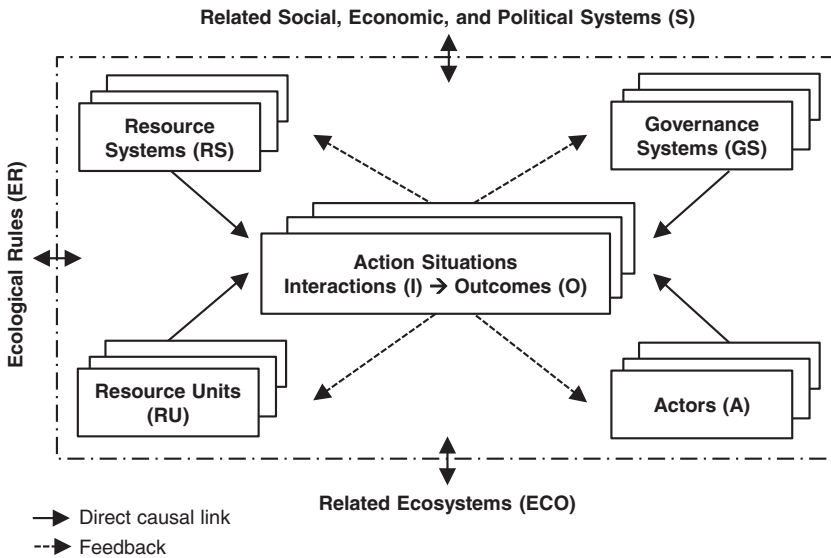 Related Social, Economic, and Political Systems (S)
Resource
Systems (RS)
Governance
Systems (GS)
Ecological Rules (ER)
Action Situations
Interactions (I) → Outcomes (O)
Resource Units
(RU)
Actors (A)
Related Ecosystems (ECO)
Direct causal link
Feedback